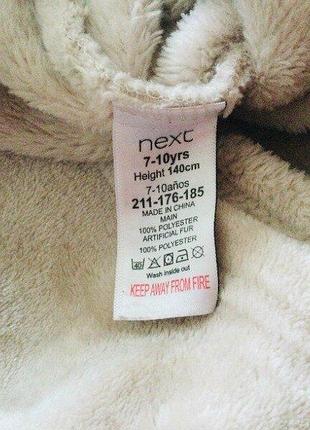 next
7-10yrs
Height 140cm
7-10años
211-176-185
MADE IN CHINA
MAIN
100% POLYESTER
ARTIFICIAL FUR
100% POLYESTER
40
Wash inside out
KEEP AWAY FROM FIRE